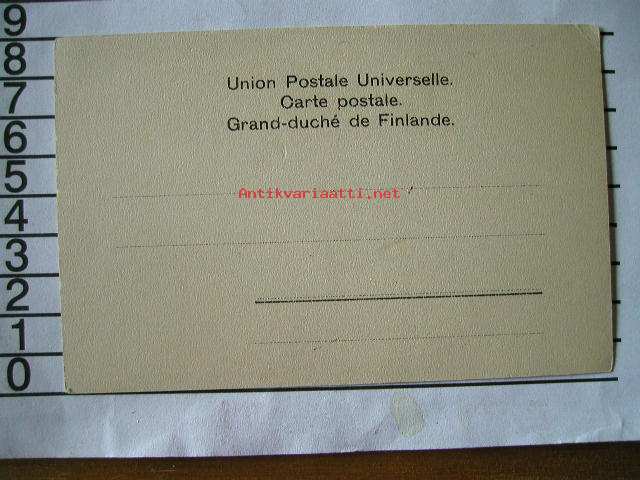 Union Postale Universelle.
Carte postale.
Grand-duché de Finlande.
Antikvariaatti.net
9
8
7
6
5
4
3
2
1
0